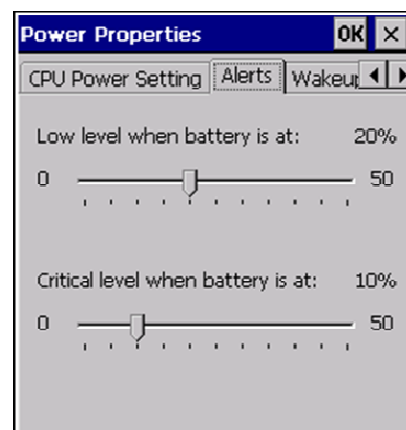 Power Properties OK ×
CPU Power Setting Alerts Wakeup
Low level when battery is at: 20%
0 50
Critical level when battery is at: 10%
0 50